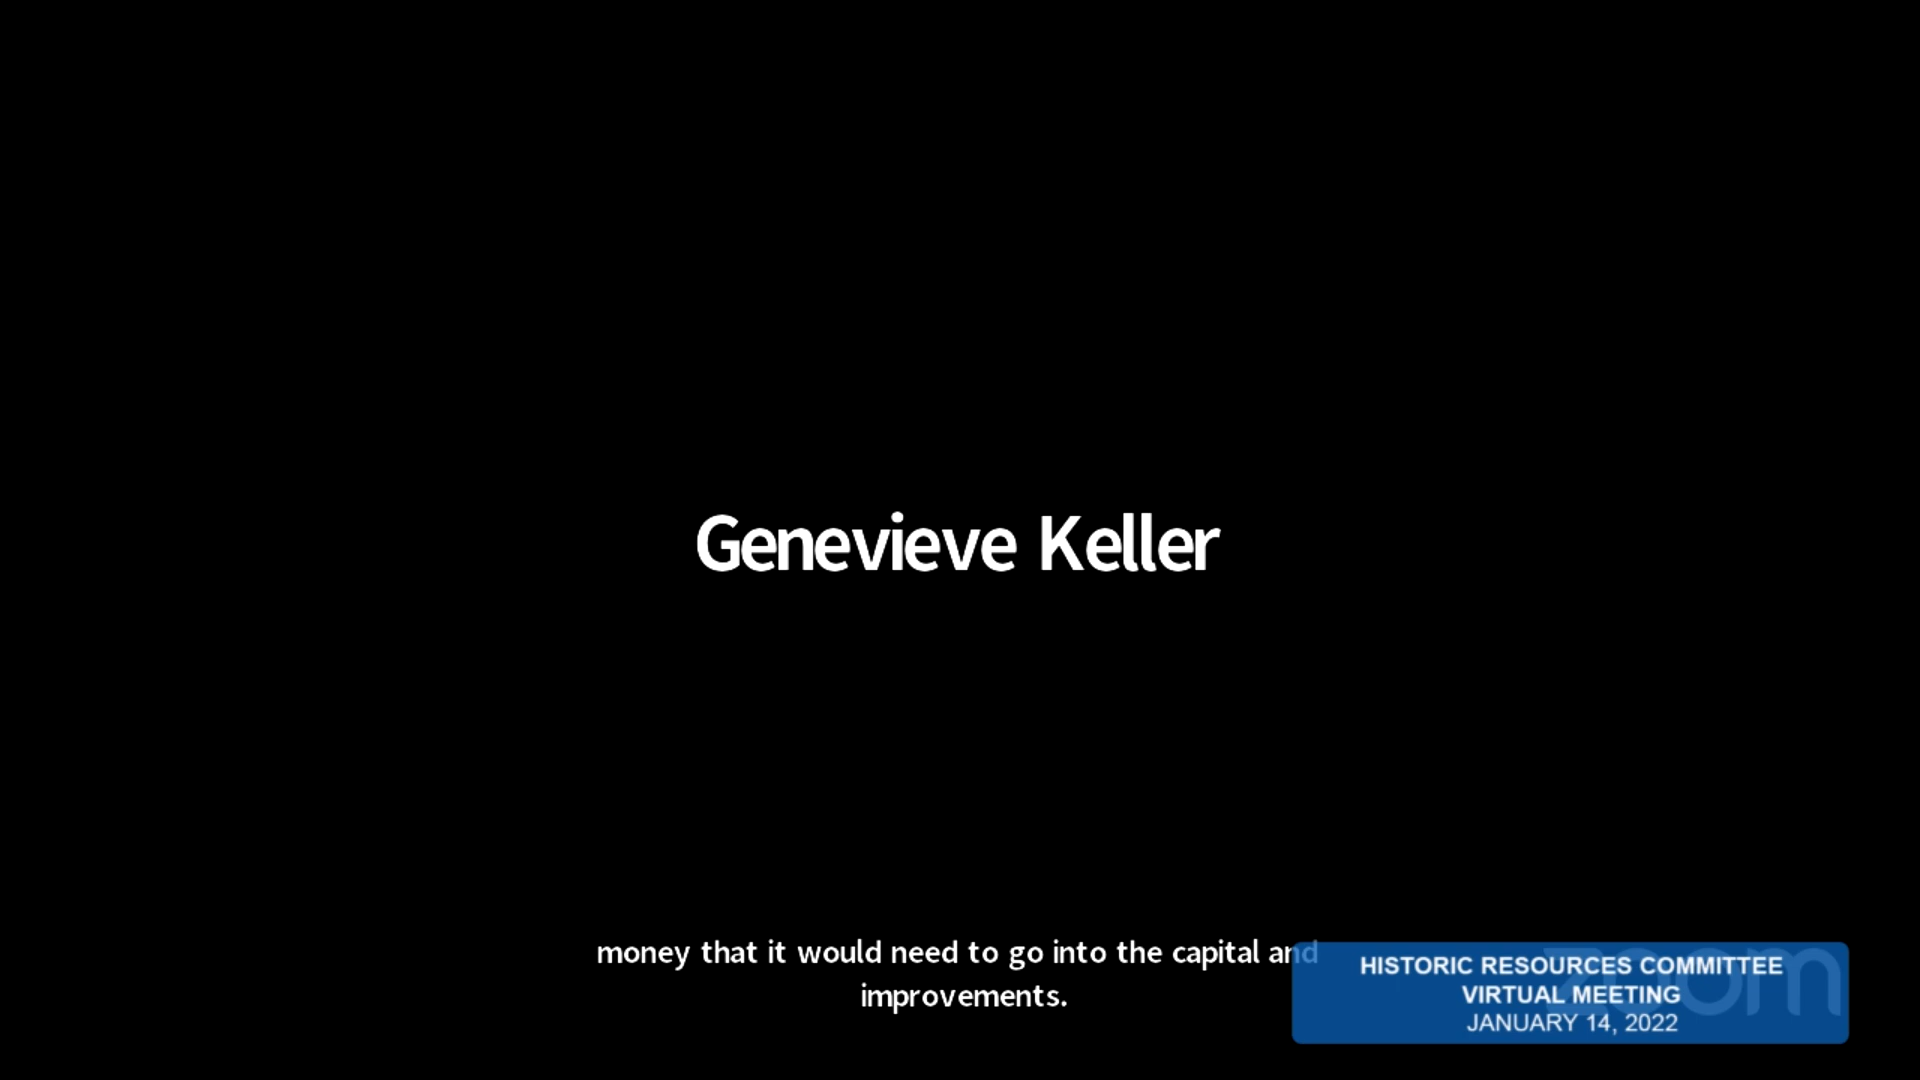 Genevieve Keller
money that it would need to go into the capital and
improvements.
zoom
HISTORIC RESOURCES COMMITTEE
VIRTUAL MEETING
JANUARY 14, 2022